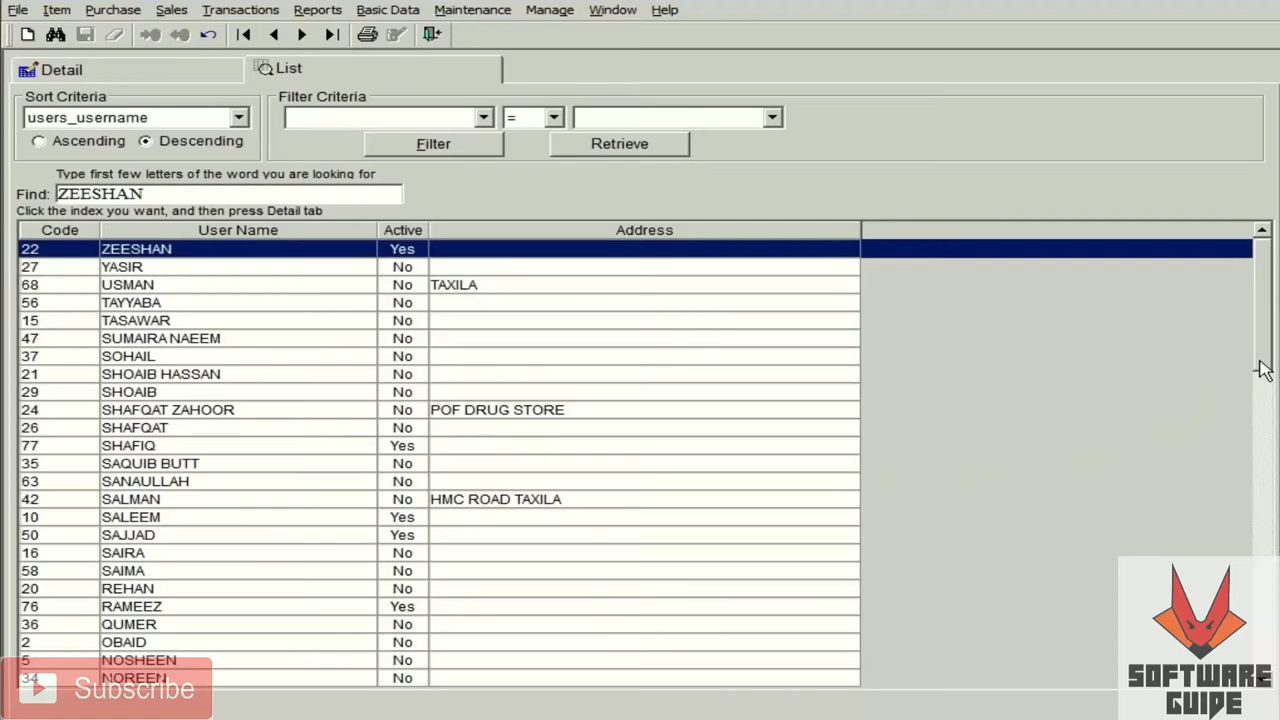 File Item Purchase Sales Transactions Reports Basic Data Maintenance Manage Window Help
Detail List
Sort Criteria Filter Criteria
users_username =
Ascending Descending Filter Retrieve
Type first few letters of the word you are looking for
Find: ZEESHAN
Click the index you want, and then press Detail tab
Code User Name Active Address
22 ZEESHAN Yes
27 YASIR No
68 USMAN No TAXILA
56 TAYYABA No
15 TASAWAR No
47 SUMAIRA NAEEM No
37 SOHAIL No
21 SHOAIB HASSAN No
29 SHOAIB No
24 SHAFQAT ZAHOOR No POF DRUG STORE
26 SHAFQAT No
77 SHAFIQ Yes
35 SAQUIB BUTT No
63 SANAULLAH No
42 SALMAN No HMC ROAD TAXILA
10 SALEEM Yes
50 SAJJAD Yes
16 SAIRA No
58 SAIMA No
20 REHAN No
76 RAMEEZ Yes
36 QUMER No
2 OBAID No
5 NOSHEEN No
34 NOREEN No
Subscribe
SOFTWARE
GUIDE